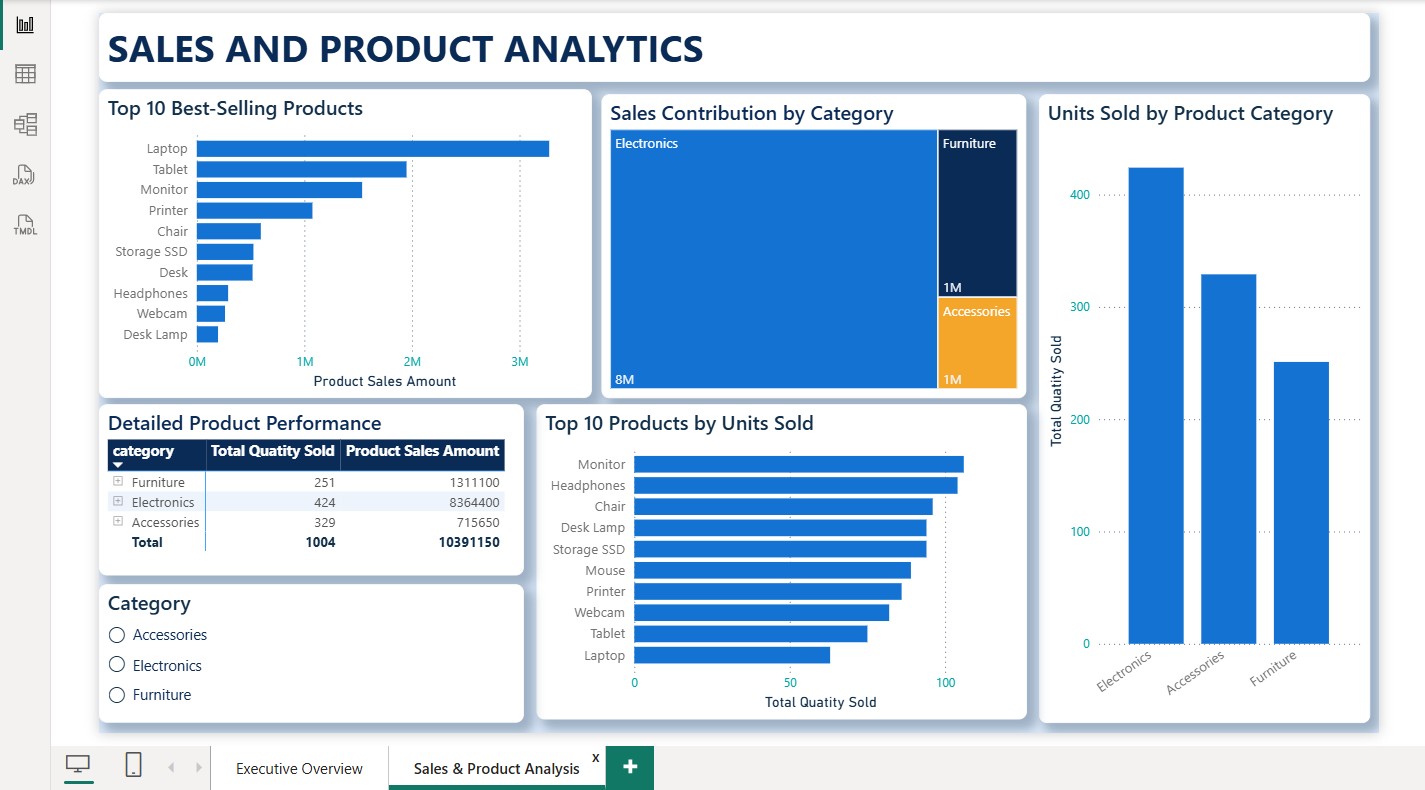 SALES AND PRODUCT ANALYTICS
Top 10 Best-Selling Products
Laptop
Tablet
Monitor
Printer
Chair
Storage SSD
Desk
Headphones
Webcam
Desk Lamp
0M 1M 2M 3M
Product Sales Amount
Sales Contribution by Category
Electronics
8M
Furniture
1M
Accessories
1M
Units Sold by Product Category
Total Quatity Sold
400
300
200
100
0
Electronics Accessories Furniture
Detailed Product Performance
category Total Quatity Sold Product Sales Amount
Furniture 251 1311100
Electronics 424 8364400
Accessories 329 715650
Total 1004 10391150
Category
Accessories
Electronics
Furniture
Top 10 Products by Units Sold
Monitor
Headphones
Chair
Desk Lamp
Storage SSD
Mouse
Printer
Webcam
Tablet
Laptop
0 50 100
Total Quatity Sold
DAX
TMDL
Executive Overview
Sales & Product Analysis x
+